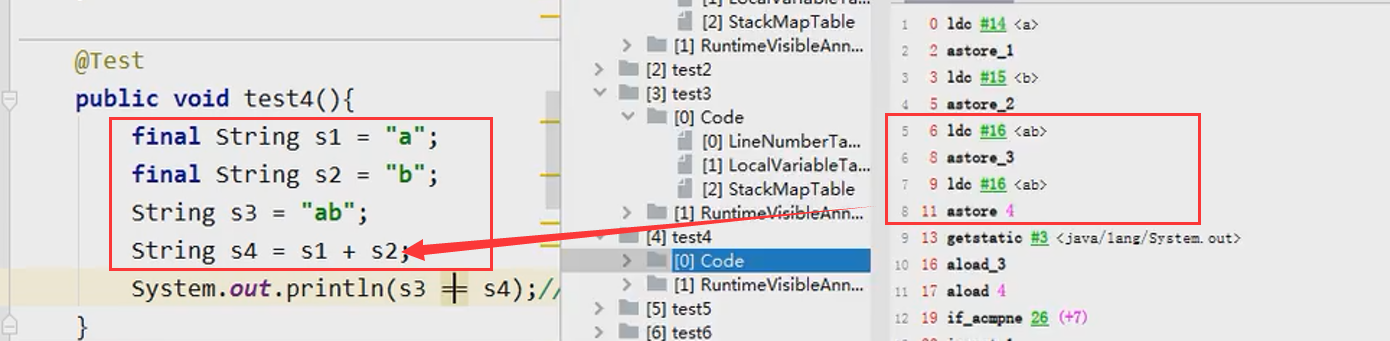 @Test
public void test4(){
final String s1 = "a";
final String s2 = "b";
String s3 = "ab";
String s4 = s1 + s2;
System.out.println(s3 == s4);//
}
[1] LocalVariableTa...
[2] StackMapTable
[1] RuntimeVisibleAnn...
[2] test2
[3] test3
[0] Code
[0] LineNumberTa...
[1] LocalVariableTa...
[2] StackMapTable
[1] RuntimeVisibleAnn...
[4] test4
[0] Code
[1] RuntimeVisibleAnn...
[5] test5
[6] test6
1 0 ldc #14 <a>
2 2 astore_1
3 3 ldc #15 <b>
4 5 astore_2
5 6 ldc #16 <ab>
6 8 astore_3
7 9 ldc #16 <ab>
8 11 astore 4
9 13 getstatic #3 <java/lang/System.out>
10 16 aload_3
11 17 aload 4
12 19 if_acmpne 26 (+7)